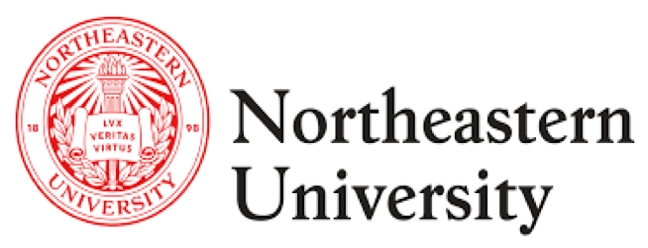 NORTHEASTERN
18 98
LVX
VERITAS
VIRTUS
UNIVERSITY
Northeastern
University